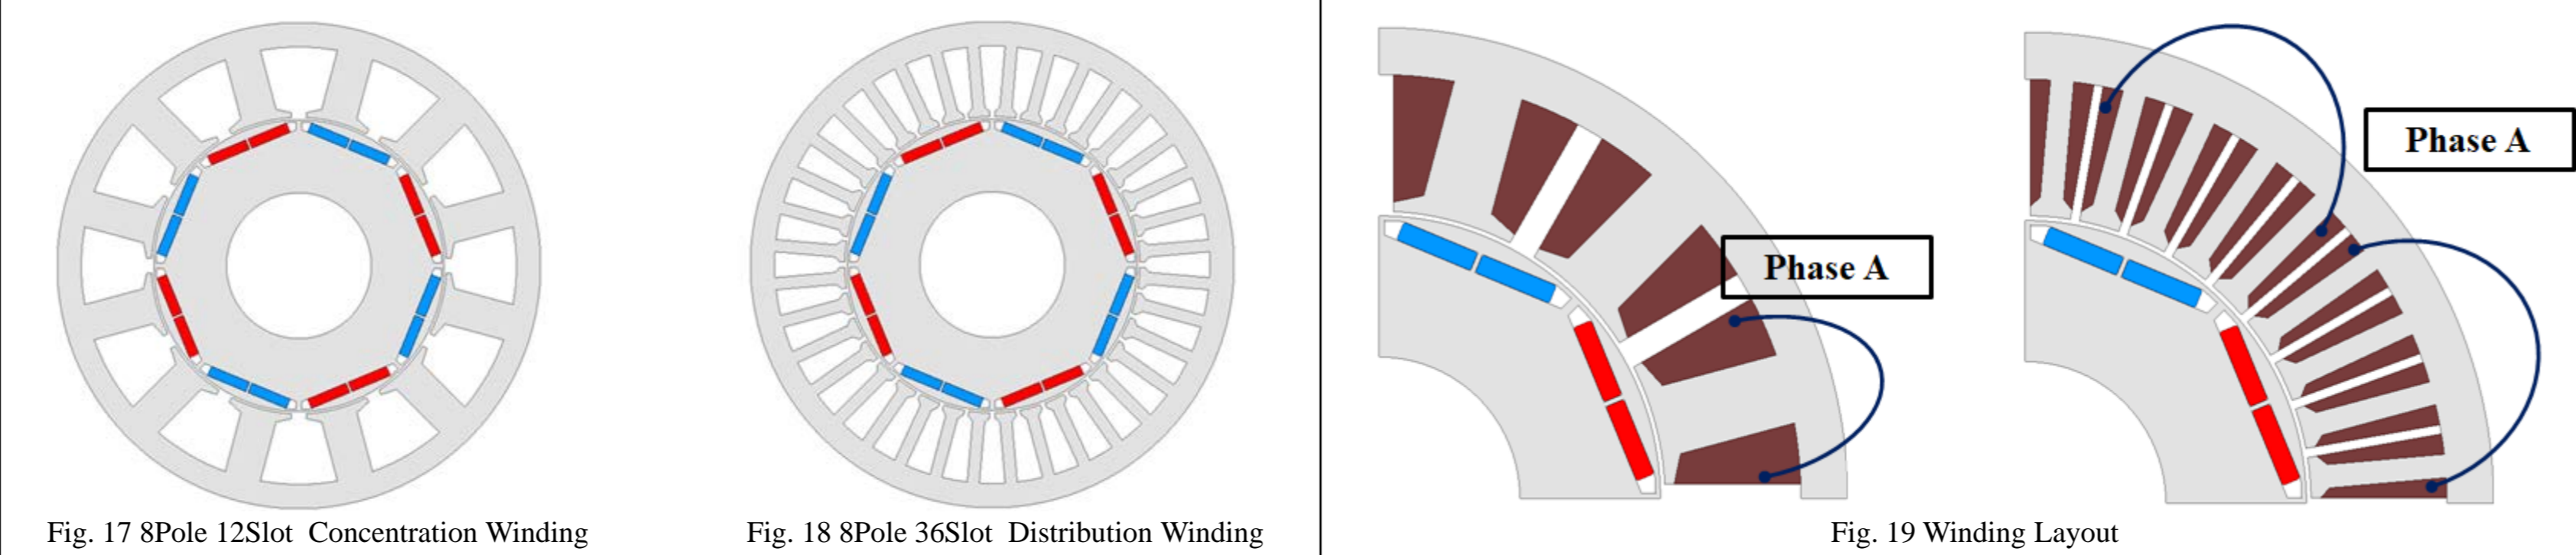 Phase A
Phase A
Fig. 17 8Pole 12Slot  Concentration Winding
Fig. 18 8Pole 36Slot  Distribution Winding
Fig. 19 Winding Layout